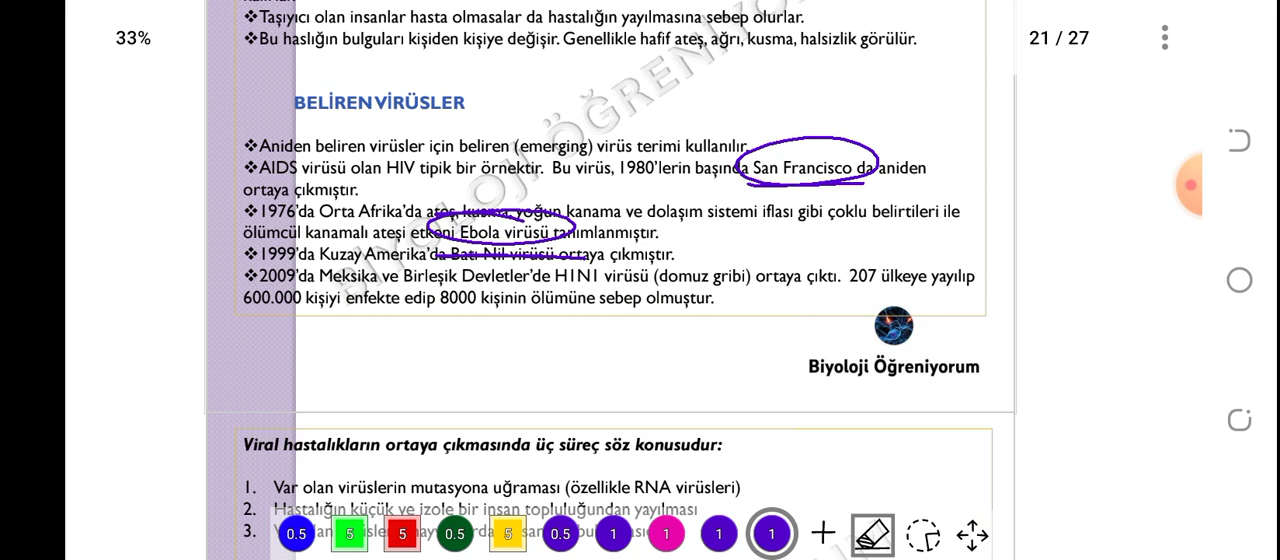 ❖Taşıyıcı olan insanlar hasta olmasalar da hastalığın yayılmasına sebep olurlar.
33%
❖Bu haslığın bulguları kişiden kişiye değişir. Genellikle hafif ateş, ağrı, kusma, halsizlik görülür.
21 / 27
BELİREN VİRÜSLER
❖Aniden beliren virüsler için beliren (emerging) virüs terimi kullanılır.
❖AIDS virüsü olan HIV tipik bir örnektir. Bu virüs, 1980'lerin başında San Francisco da aniden
ortaya çıkmıştır.
❖1976'da Orta Afrika'da ateş, kusma, yoğun kanama ve dolaşım sistemi iflası gibi çoklu belirtileri ile
ölümcül kanamalı ateşi etkeni Ebola virüsü tanımlanmıştır.
❖1999'da Kuzay Amerika'da Batı Nil virüsü ortaya çıkmıştır.
❖2009'da Meksika ve Birleşik Devletler'de H1N1 virüsü (domuz gribi) ortaya çıktı. 207 ülkeye yayılıp
600.000 kişiyi enfekte edip 8000 kişinin ölümüne sebep olmuştur.
BİYOLOJİ ÖĞRENİYO
Biyoloji Öğreniyorum
Viral hastalıkların ortaya çıkmasında üç süreç söz konusudur:
1. Var olan virüslerin mutasyona uğraması (özellikle RNA virüsleri)
2. Hastalığın küçük ve izole bir insan topluluğundan yayılması
3.
0.5 5 5 0.5 5 0.5 1 1 1 1